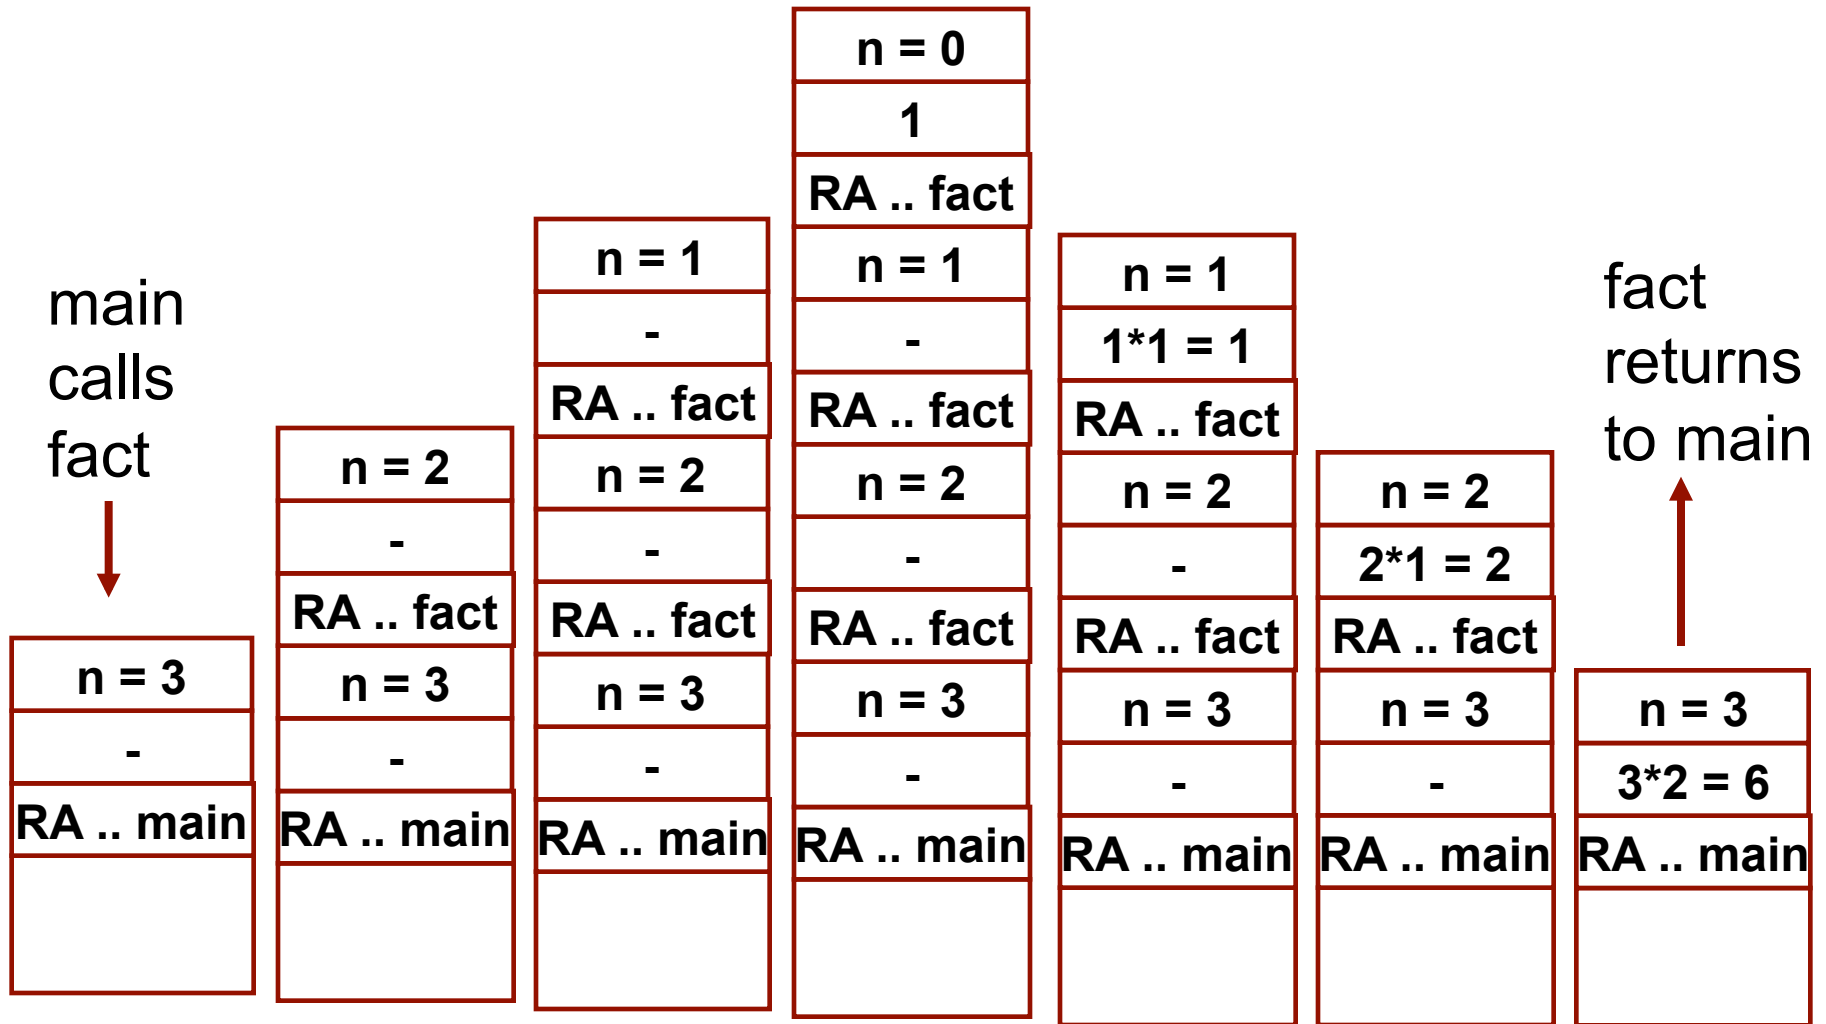 main
calls
fact
n = 3
-
RA .. main
n = 2
-
RA .. fact
n = 3
-
RA .. main
n = 1
-
RA .. fact
n = 2
-
RA .. fact
n = 3
-
RA .. main
n = 0
1
RA .. fact
n = 1
-
RA .. fact
n = 2
-
RA .. fact
n = 3
-
RA .. main
n = 1
1*1 = 1
RA .. fact
n = 2
-
RA .. fact
n = 3
-
RA .. main
n = 2
2*1 = 2
RA .. fact
n = 3
-
RA .. main
fact
returns
to main
n = 3
3*2 = 6
RA .. main